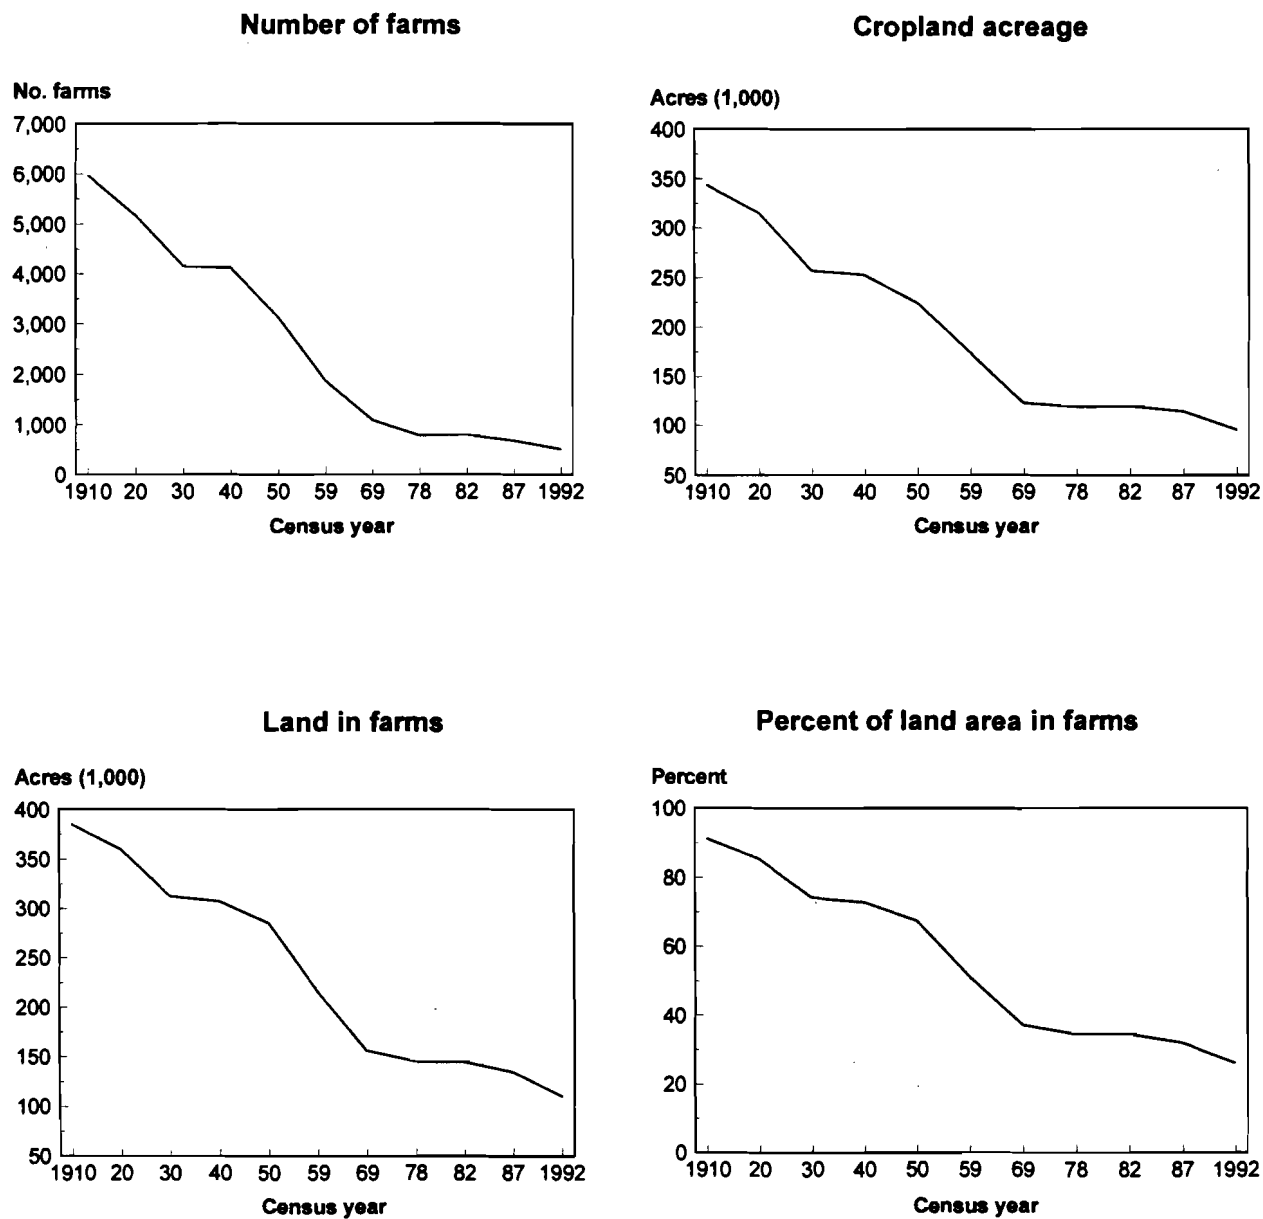 Number of farms
No. farms
7,000
6,000
5,000
4,000
3,000
2,000
1,000
0
1910 20 30 40 50 59 69 78 82 87 1992
Census year
Cropland acreage
Acres (1,000)
400
350
300
250
200
150
100
50
1910 20 30 40 50 59 69 78 82 87 1992
Census year
Land in farms
Acres (1,000)
400
350
300
250
200
150
100
50
1910 20 30 40 50 59 69 78 82 87 1992
Census year
Percent of land area in farms
Percent
100
80
60
40
20
0
1910 20 30 40 50 59 69 78 82 87 1992
Census year